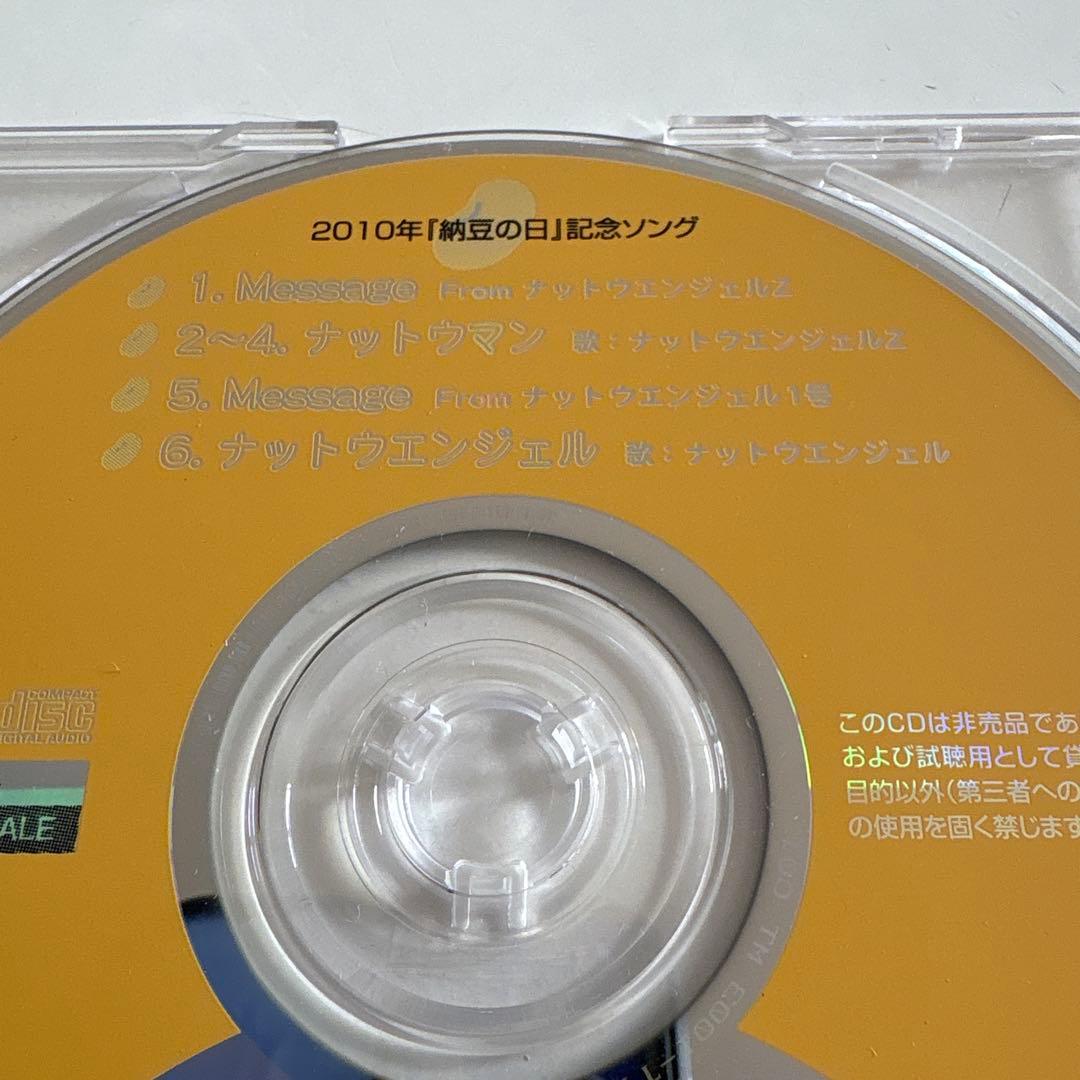 2010年『納豆の日』記念ソング
1. Message From ナットウエンジェルZ
2〜4. ナットウマン 歌：ナットウエンジェルZ
5. Message From ナットウエンジェル1号
6. ナットウエンジェル 歌：ナットウエンジェル
COMPACT
disc
DIGITAL AUDIO
ALE
このCDは非売品であ
および試聴用として貸
目的以外（第三者への
の使用を固く禁じます